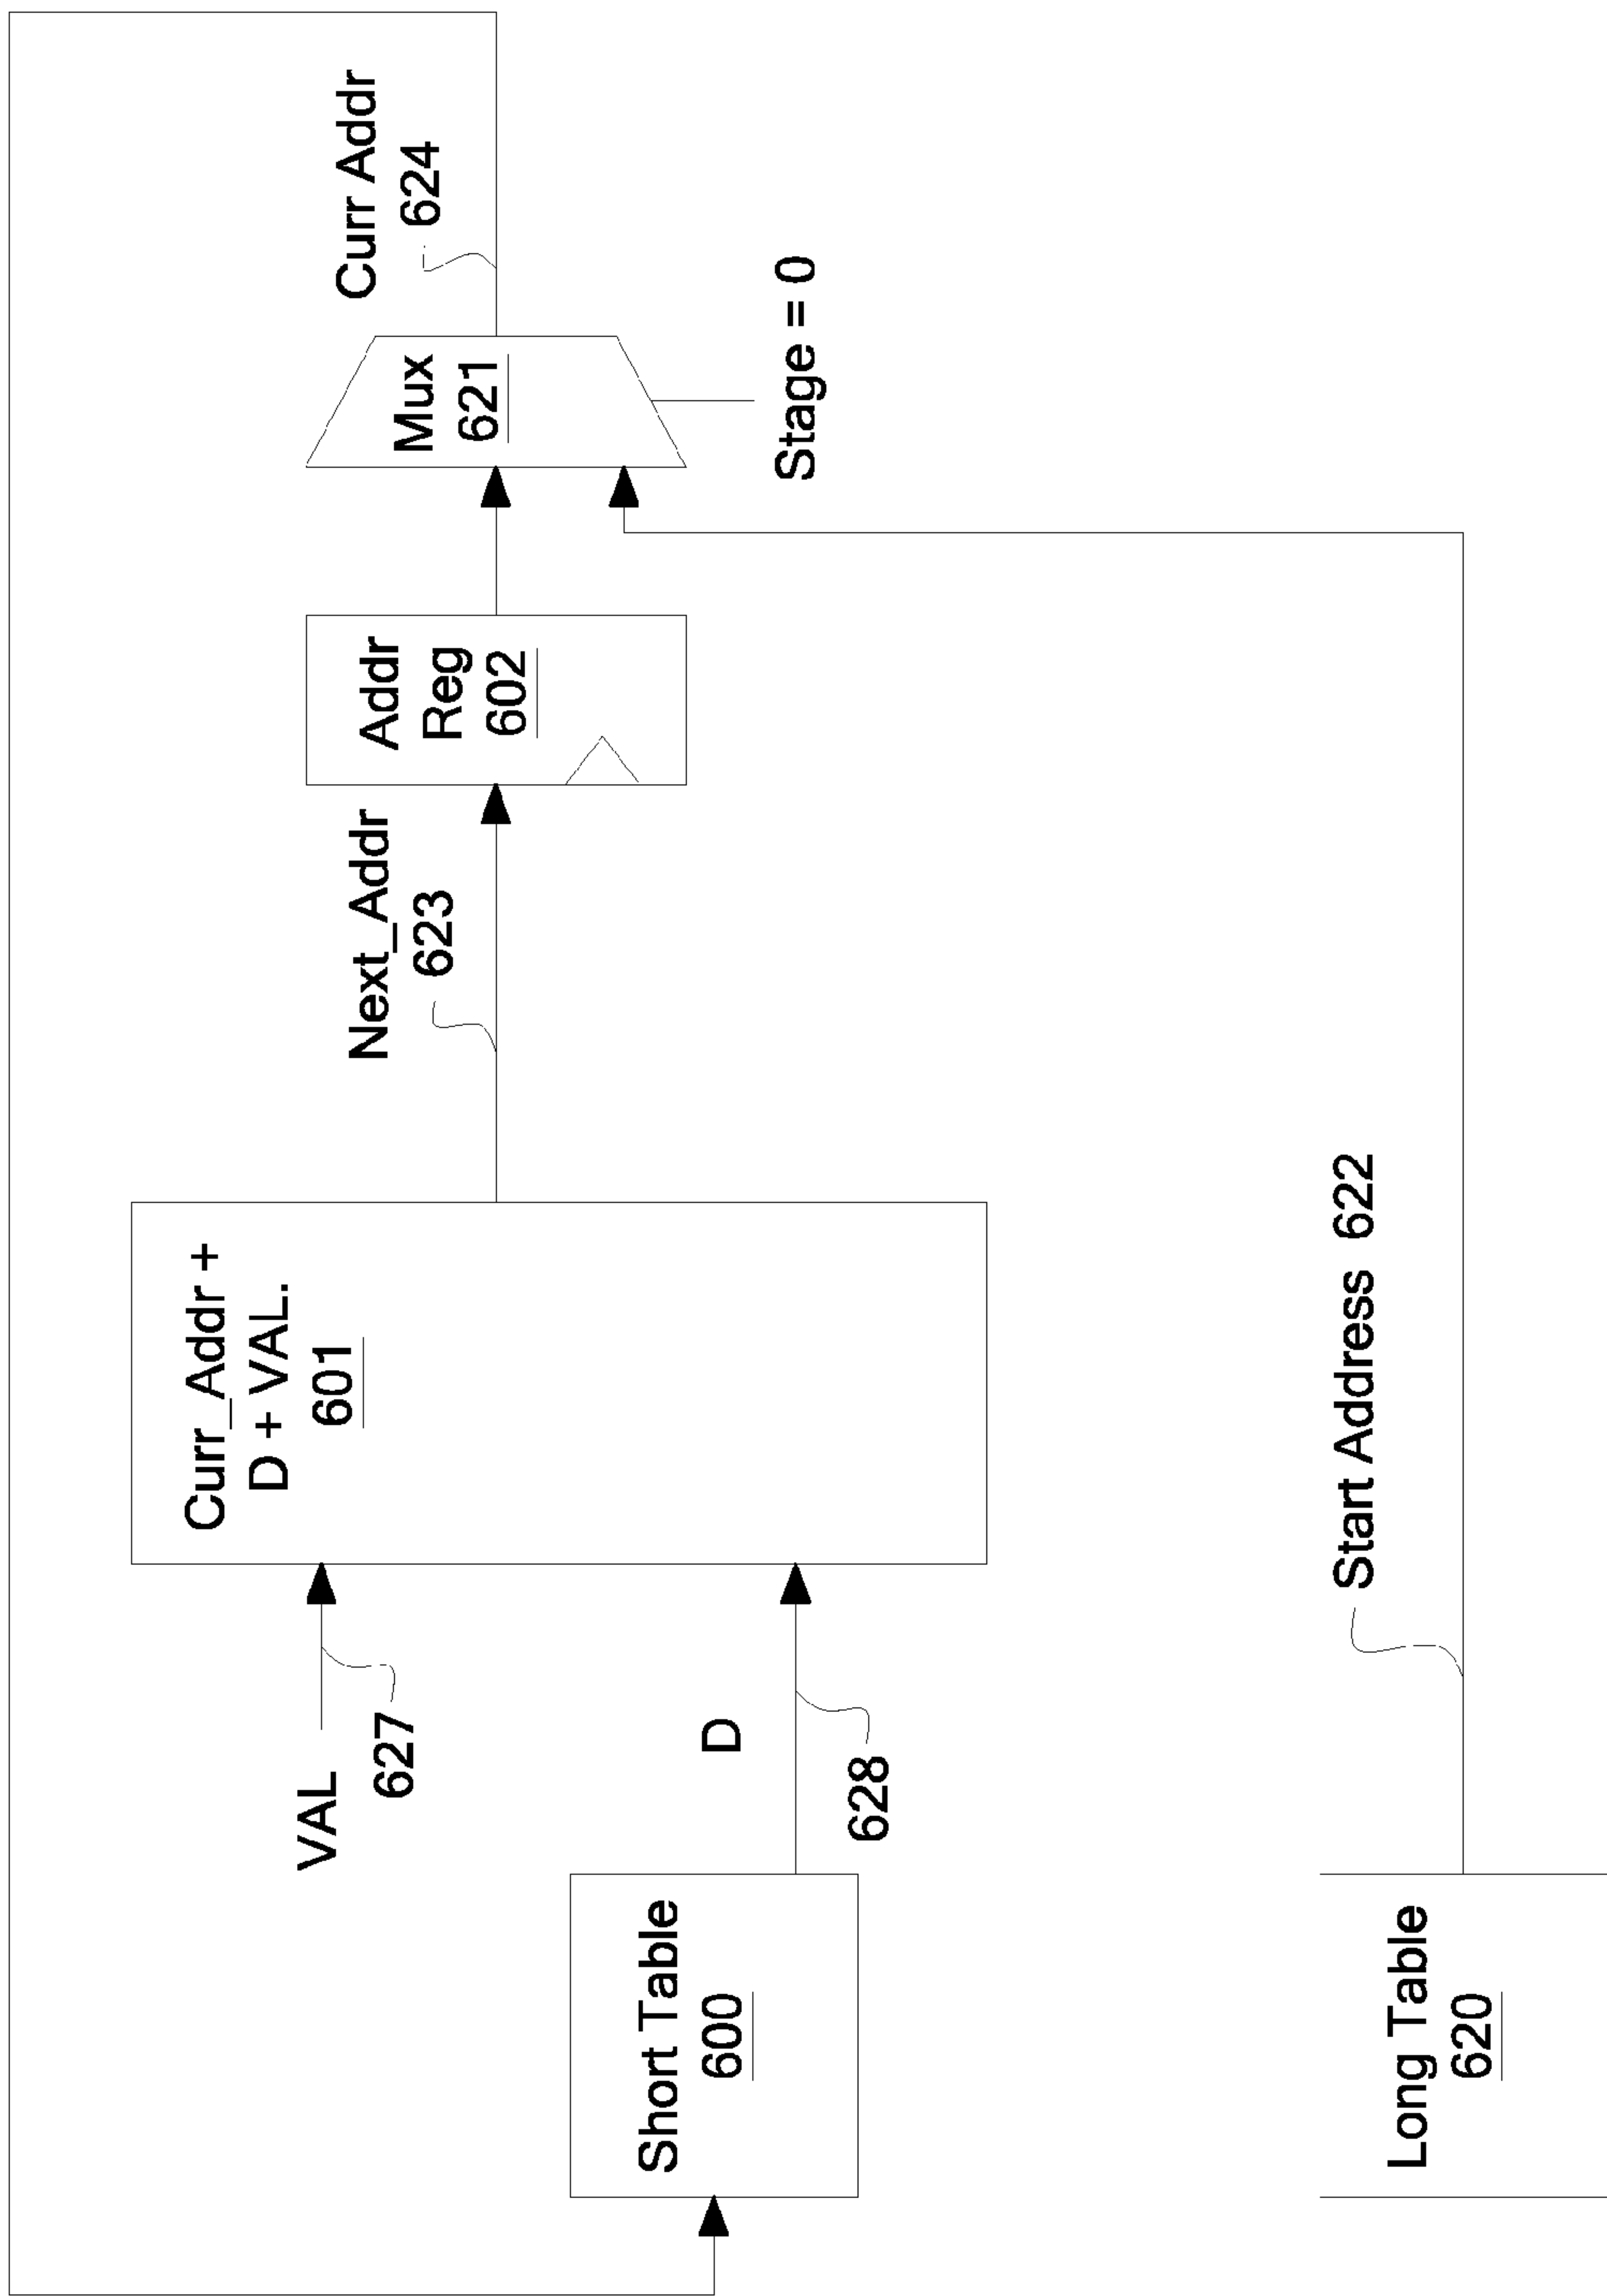 Curr Addr
624
VAL
627
Curr_Addr +
D + VAL.
601
Next_Addr
623
Addr
Reg
602
Mux
621
Short Table
600
D
628
Stage = 0
Long Table
620
Start Address 622